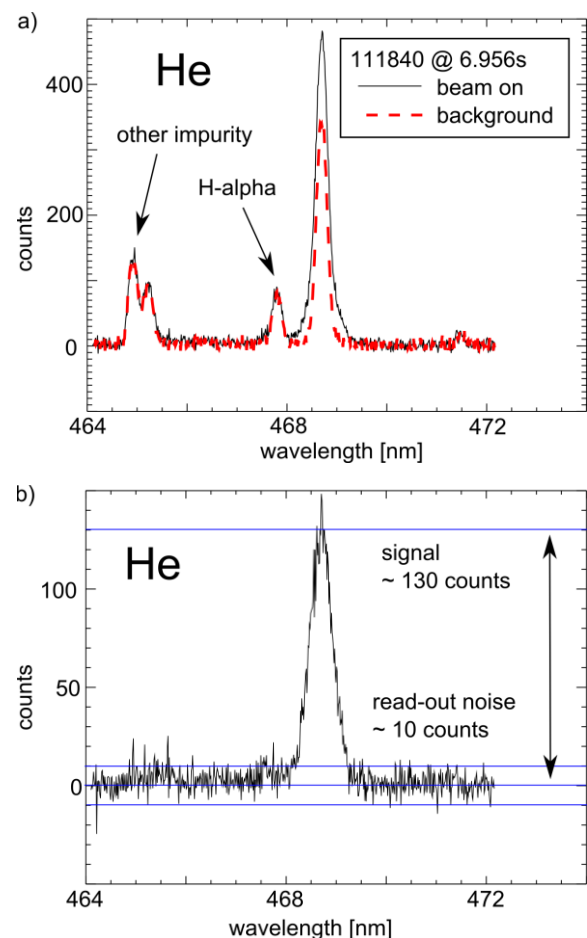 a)
He
111840 @ 6.956s
beam on
background
other impurity
H-alpha
400
200
0
counts
464
468
472
wavelength [nm]
b)
He
signal
~ 130 counts
read-out noise
~ 10 counts
100
50
0
counts
464
468
472
wavelength [nm]